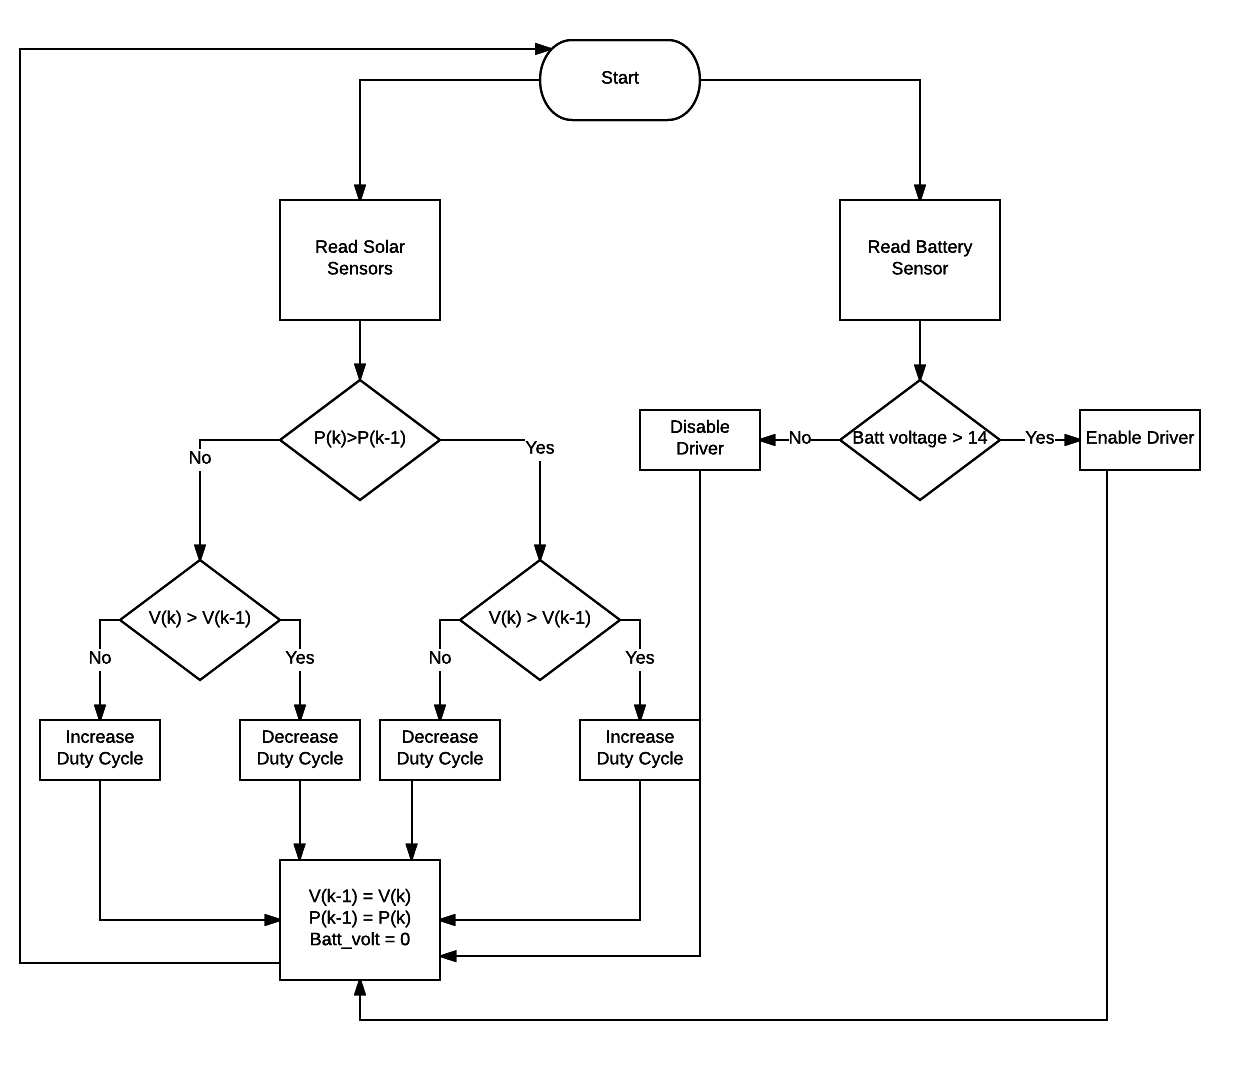 Start
Read Solar
Sensors
Read Battery
Sensor
P(k)>P(k-1)
No
Yes
Disable
Driver
No
Batt voltage > 14
Yes
Enable Driver
V(k) > V(k-1)
No
Yes
V(k) > V(k-1)
No
Yes
Increase
Duty Cycle
Decrease
Duty Cycle
Decrease
Duty Cycle
Increase
Duty Cycle
V(k-1) = V(k)
P(k-1) = P(k)
Batt_volt = 0